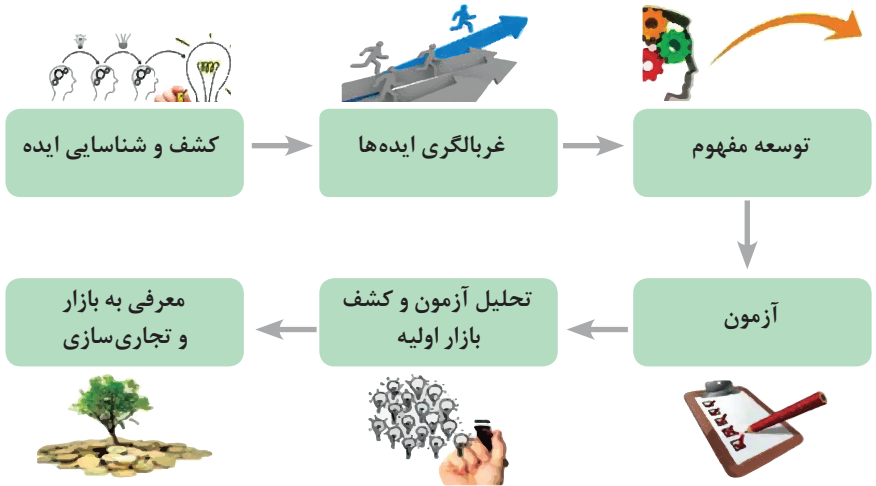 کشف و شناسایی ایده
غربالگری ایده‌ها
توسعه مفهوم
آزمون
تحلیل آزمون و کشف
بازار اولیه
معرفی به بازار
و تجاری‌سازی